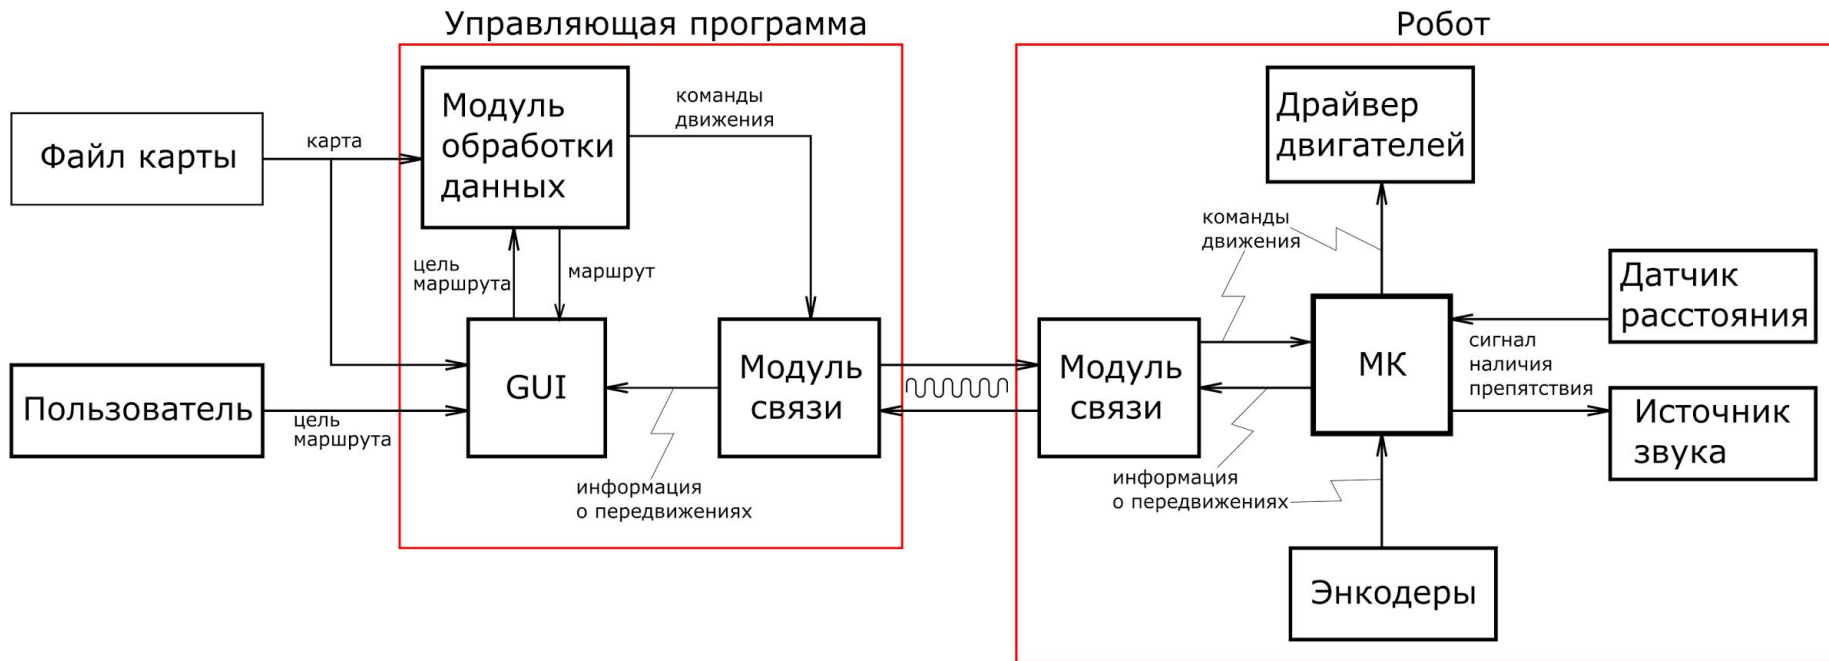 Управляющая программа
Робот
Файл карты
карта
Модуль
обработки
данных
команды
движения
цель
маршрута
маршрут
Пользователь
цель
маршрута
GUI
Модуль
связи
информация
о передвижениях
Драйвер
двигателей
команды
движения
Модуль
связи
МК
Датчик
расстояния
сигнал
наличия
препятствия
Источник
звука
информация
о передвижениях
Энкодеры